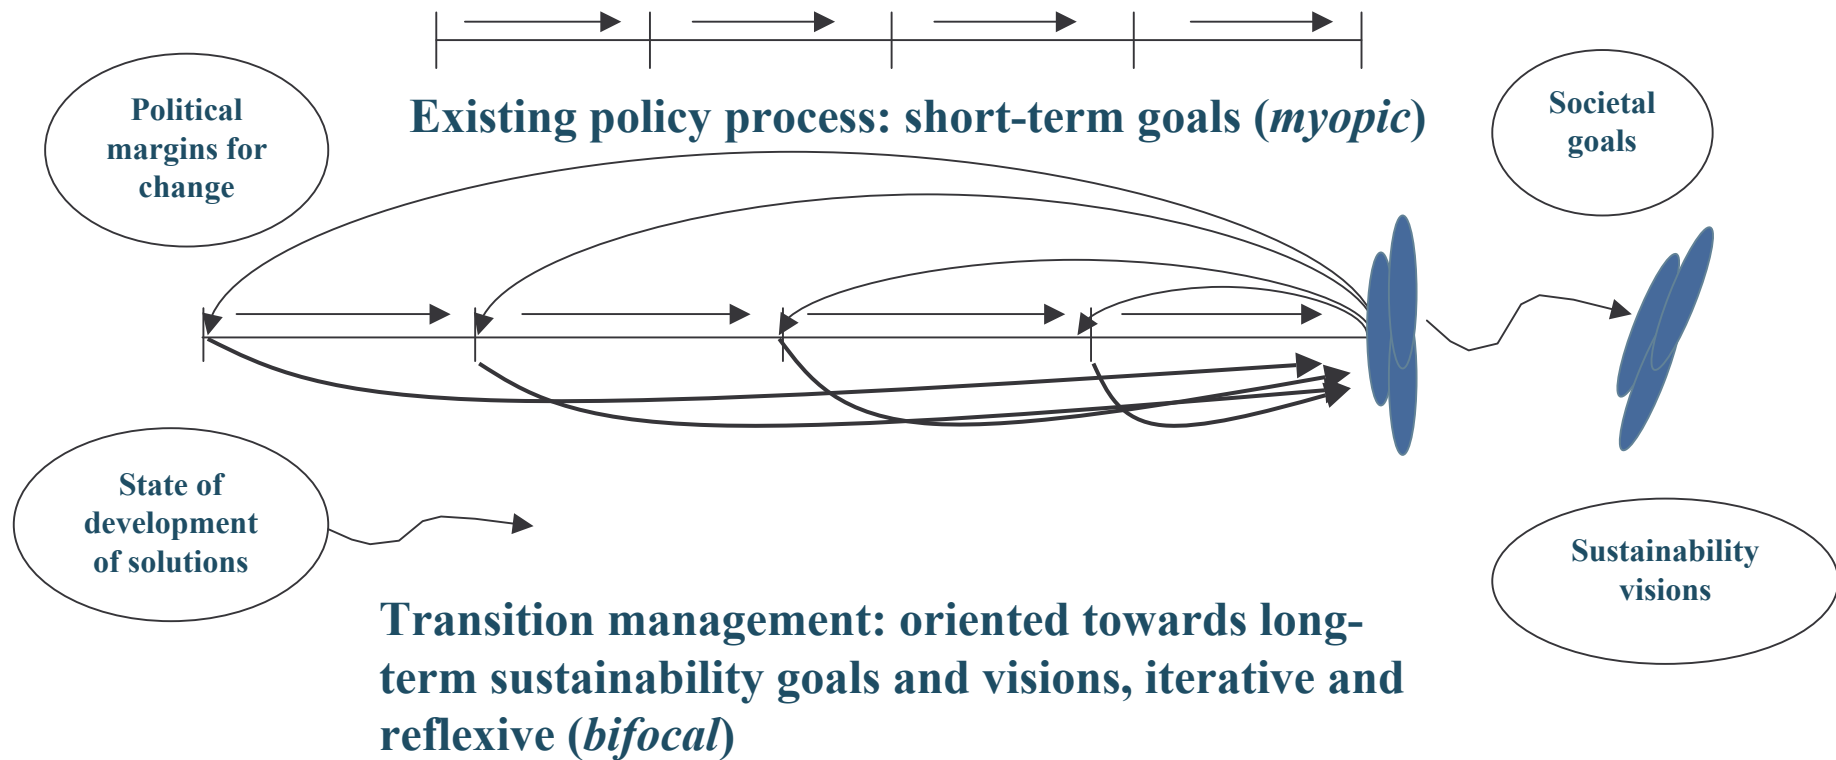 Political
margins for
change
Existing policy process: short-term goals (myopic)
Societal
goals
State of
development
of solutions
Sustainability
visions
Transition management: oriented towards long-
term sustainability goals and visions, iterative and
reflexive (bifocal)